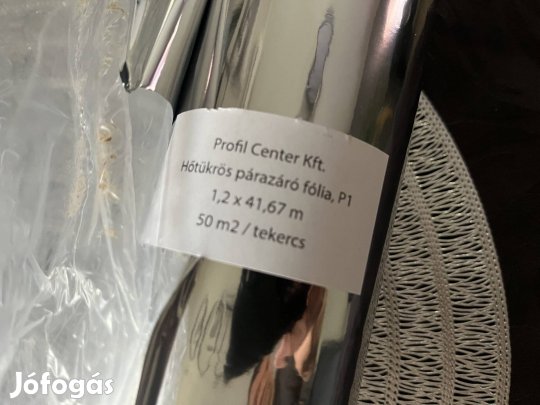 Profil Center Kft.
Hőtükrös párazáró fólia, P1
1,2 x 41,67 m
50 m2 / tekercs
Jófogás